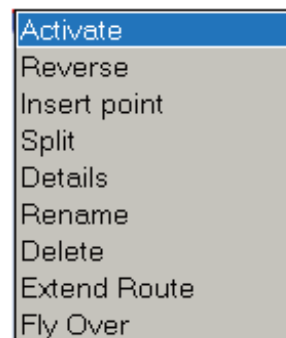 Activate
Reverse
Insert point
Split
Details
Rename
Delete
Extend Route
Fly Over